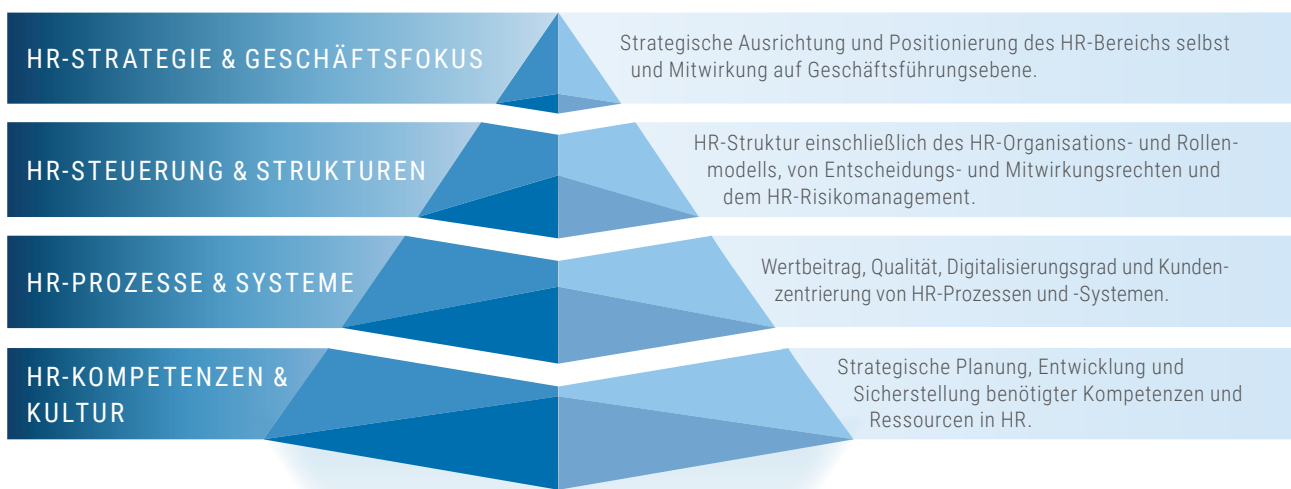 HR-STRATEGIE & GESCHÄFTSFOKUS
Strategische Ausrichtung und Positionierung des HR-Bereichs selbst
und Mitwirkung auf Geschäftsführungsebene.
HR-STEUERUNG & STRUKTUREN
HR-Struktur einschließlich des HR-Organisations- und Rollen-
modells, von Entscheidungs- und Mitwirkungsrechten und
dem HR-Risikomanagement.
HR-PROZESSE & SYSTEME
Wertbeitrag, Qualität, Digitalisierungsgrad und Kunden-
zentrierung von HR-Prozessen und -Systemen.
HR-KOMPETENZEN &
KULTUR
Strategische Planung, Entwicklung und
Sicherstellung benötigter Kompetenzen und
Ressourcen in HR.